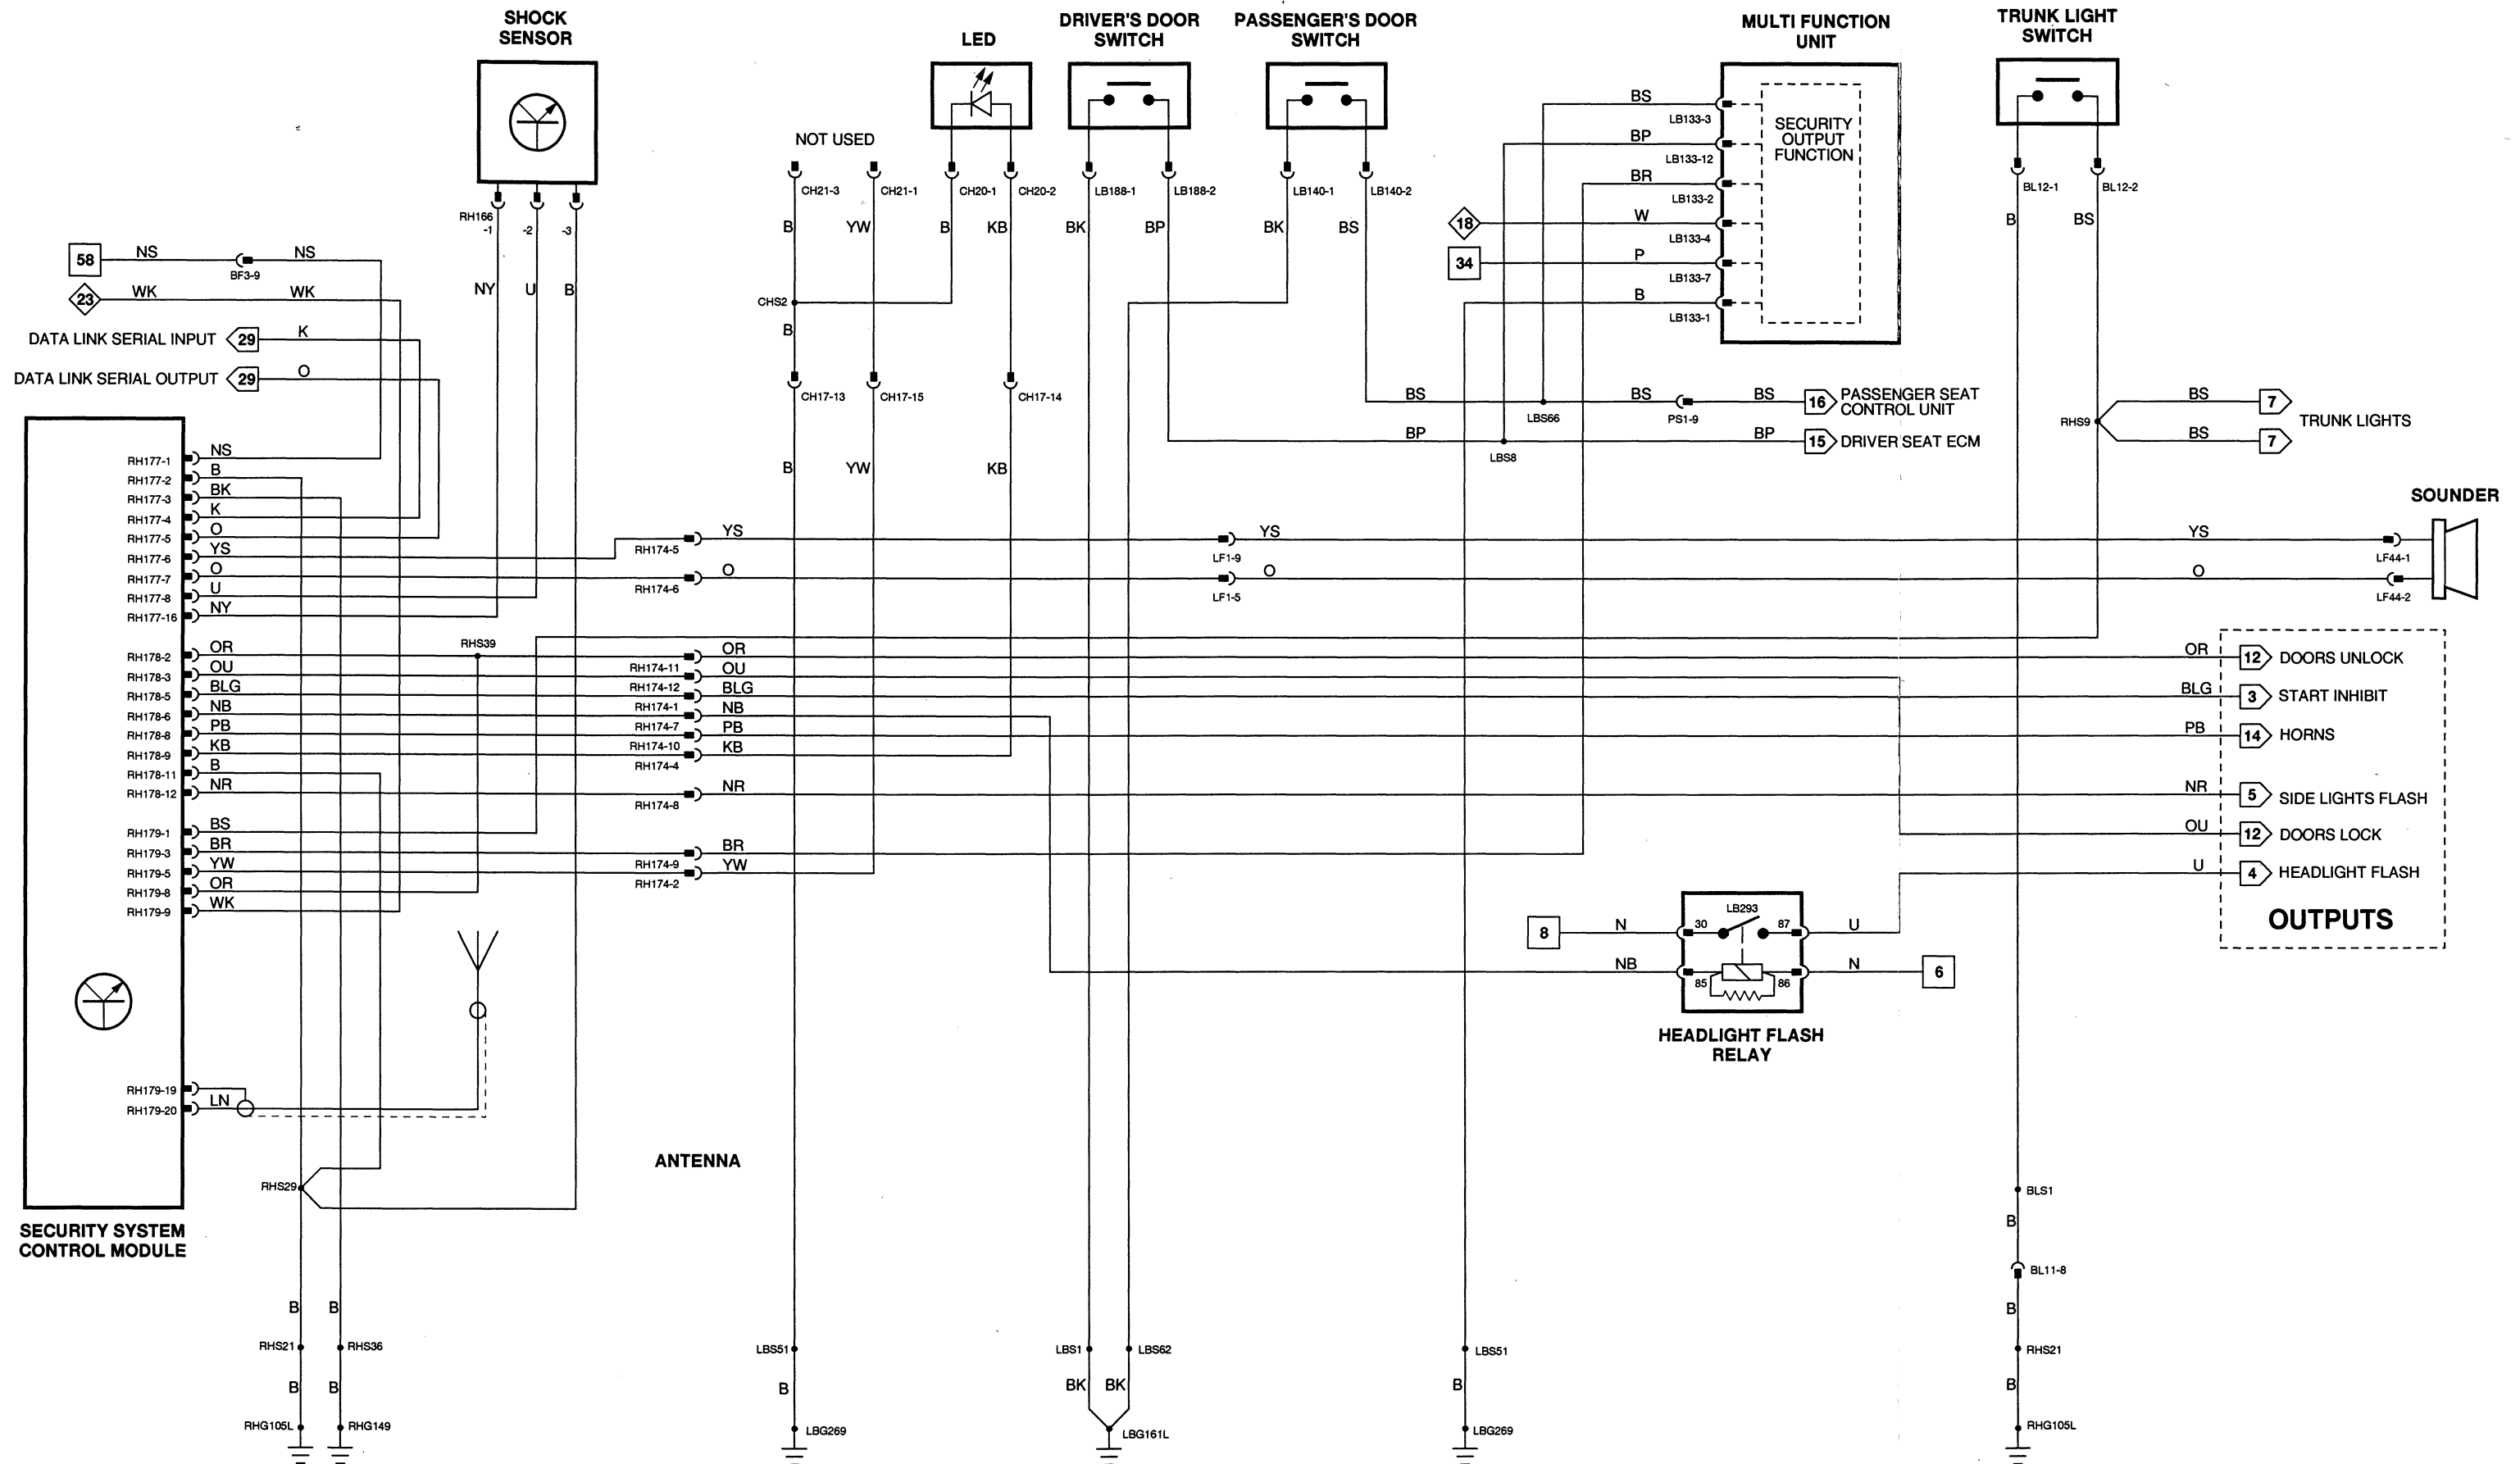 SHOCK
SENSOR
LED
DRIVER'S DOOR
SWITCH
PASSENGER'S DOOR
SWITCH
MULTI FUNCTION
UNIT
TRUNK LIGHT
SWITCH
NOT USED
SECURITY
OUTPUT
FUNCTION
BS
LB133-3
BP
LB133-12
BR
LB133-2
18
W
LB133-4
34
P
LB133-7
B
LB133-1
RH166
-1
-2
-3
CH21-3
CH21-1
CH20-1
CH20-2
LB188-1
LB188-2
LB140-1
LB140-2
BL12-1
BL12-2
B
YW
B
KB
BK
BP
BK
BS
B
BS
58
NS
BF3-9
NS
23
WK
WK
NY
U
B
CHS2
B
DATA LINK SERIAL INPUT
29
K
DATA LINK SERIAL OUTPUT
29
O
CH17-13
CH17-15
CH17-14
BS
LBS66
BS
PS1-9
BS
16
PASSENGER SEAT
CONTROL UNIT
BP
LBS8
BP
15
DRIVER SEAT ECM
RHS9
BS
7
BS
7
TRUNK LIGHTS
B
YW
KB
RH177-1
NS
RH177-2
B
RH177-3
BK
RH177-4
K
RH177-5
O
RH177-6
YS
RH177-7
O
RH177-8
U
RH177-16
NY
RH174-5
YS
LF1-9
YS
YS
LF44-1
RH174-6
O
LF1-5
O
O
LF44-2
SOUNDER
RH178-2
OR
RHS39
RH178-3
OU
RH178-5
BLG
RH178-6
NB
RH178-8
PB
RH178-9
KB
RH178-11
B
RH178-12
NR
RH174-11
OR
RH174-12
OU
RH174-1
BLG
RH174-7
NB
RH174-10
PB
RH174-4
KB
RH174-8
NR
RH179-1
BS
RH179-3
BR
RH179-5
YW
RH179-8
OR
RH179-9
WK
RH174-9
BR
RH174-2
YW
OR
12
DOORS UNLOCK
BLG
3
START INHIBIT
PB
14
HORNS
NR
5
SIDE LIGHTS FLASH
OU
12
DOORS LOCK
U
4
HEADLIGHT FLASH
OUTPUTS
8
N
LB293
30
87
U
NB
85
86
N
6
HEADLIGHT FLASH
RELAY
RH179-19
RH179-20
LN
ANTENNA
RHS29
SECURITY SYSTEM
CONTROL MODULE
BLS1
B
BL11-8
B
B
B
RHS21
RHS36
LBS51
LBS1
LBS62
LBS51
RHS21
B
B
B
BK
BK
B
B
RHG105L
RHG149
LBG269
LBG161L
LBG269
RHG105L